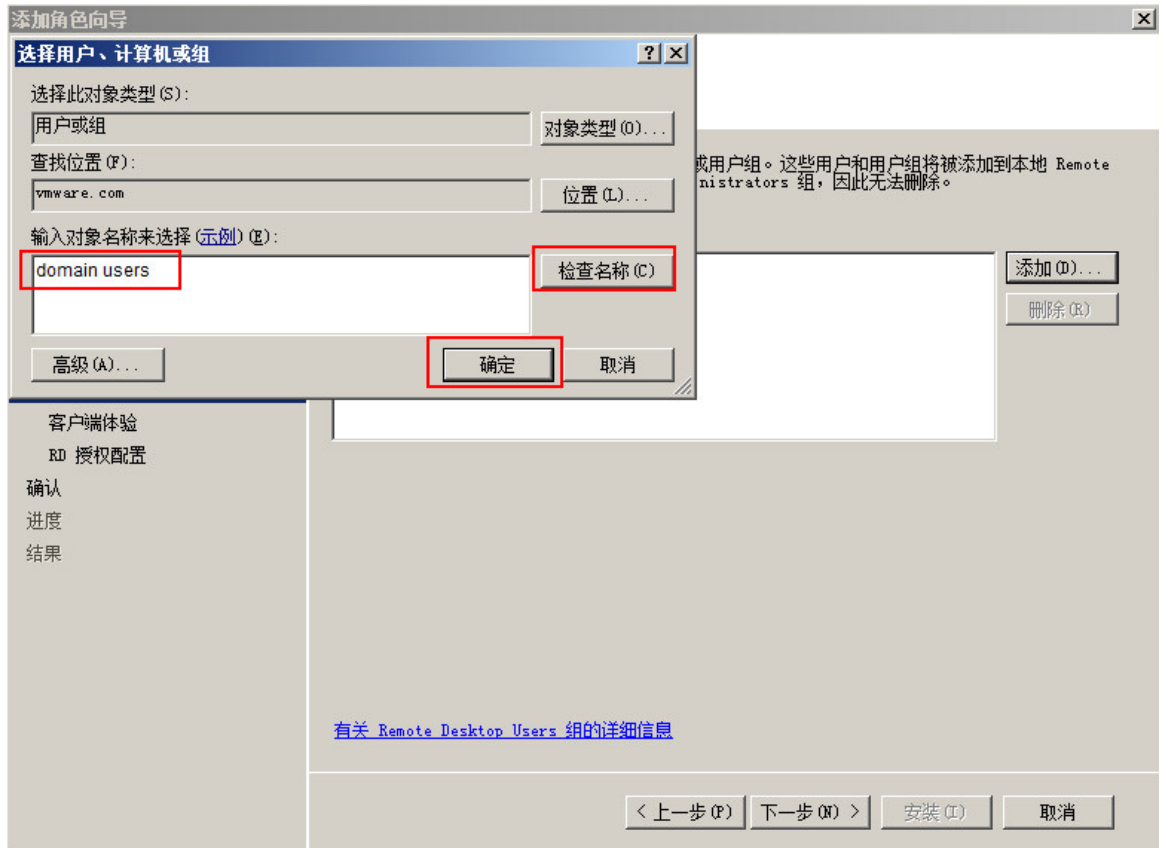 添加角色向导
选择用户、计算机或组
选择此对象类型(S):
用户或组
对象类型(O)...
查找位置(F):
vmware.com
位置(L)...
输入对象名称来选择(示例)(E):
domain users
检查名称(C)
高级(A)...
确定
取消
或用户组。这些用户和用户组将被添加到本地 Remote
nistrators 组，因此无法删除。
添加(D)...
删除(R)
客户端体验
RD 授权配置
确认
进度
结果
有关 Remote Desktop Users 组的详细信息
< 上一步(P)
下一步(N) >
安装(I)
取消